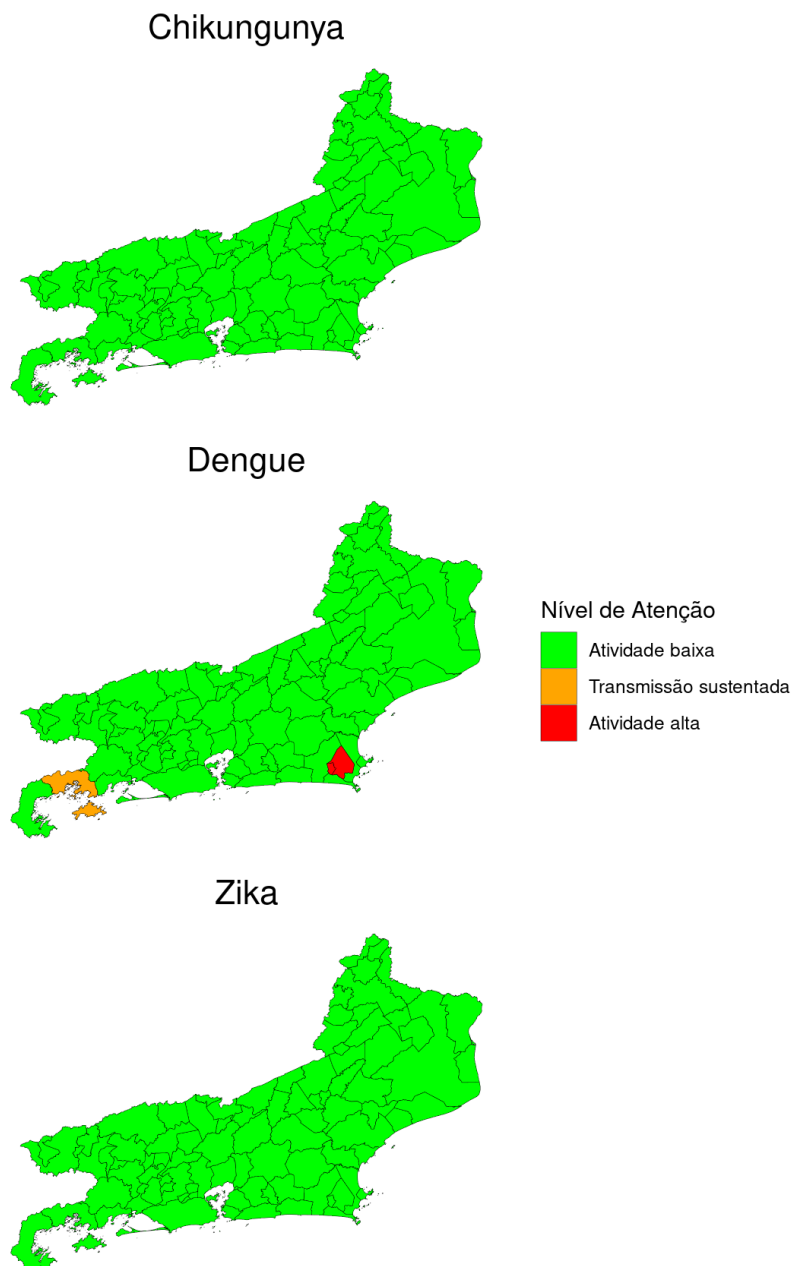 Chikungunya
Dengue
Nível de Atenção
Atividade baixa
Transmissão sustentada
Atividade alta
Zika